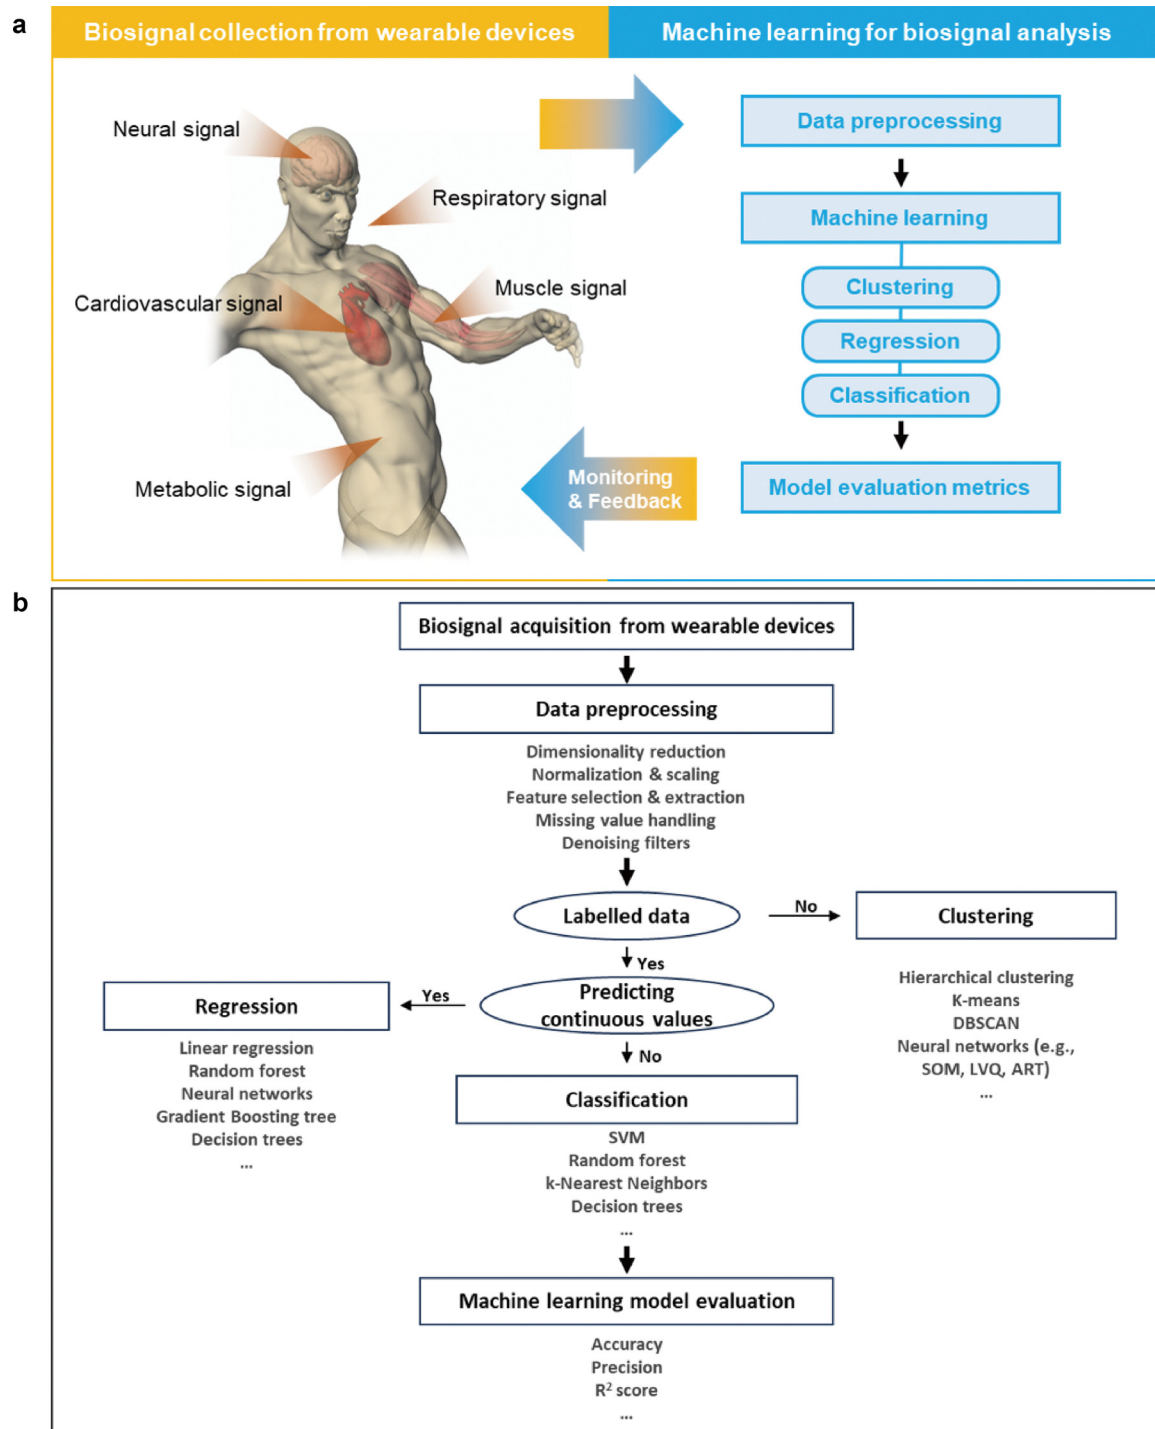 a
Biosignal collection from wearable devices
Machine learning for biosignal analysis
Neural signal
Respiratory signal
Cardiovascular signal
Muscle signal
Metabolic signal
Data preprocessing
Machine learning
Clustering
Regression
Classification
Model evaluation metrics
Monitoring
& Feedback
b
Biosignal acquisition from wearable devices
Data preprocessing
Dimensionality reduction
Normalization & scaling
Feature selection & extraction
Missing value handling
Denoising filters
Labelled data
No
Clustering
Hierarchical clustering
K-means
DBSCAN
Neural networks (e.g.,
SOM, LVQ, ART)
...
Yes
Predicting
continuous values
Yes
Regression
Linear regression
Random forest
Neural networks
Gradient Boosting tree
Decision trees
...
No
Classification
SVM
Random forest
k-Nearest Neighbors
Decision trees
...
Machine learning model evaluation
Accuracy
Precision
R² score
...